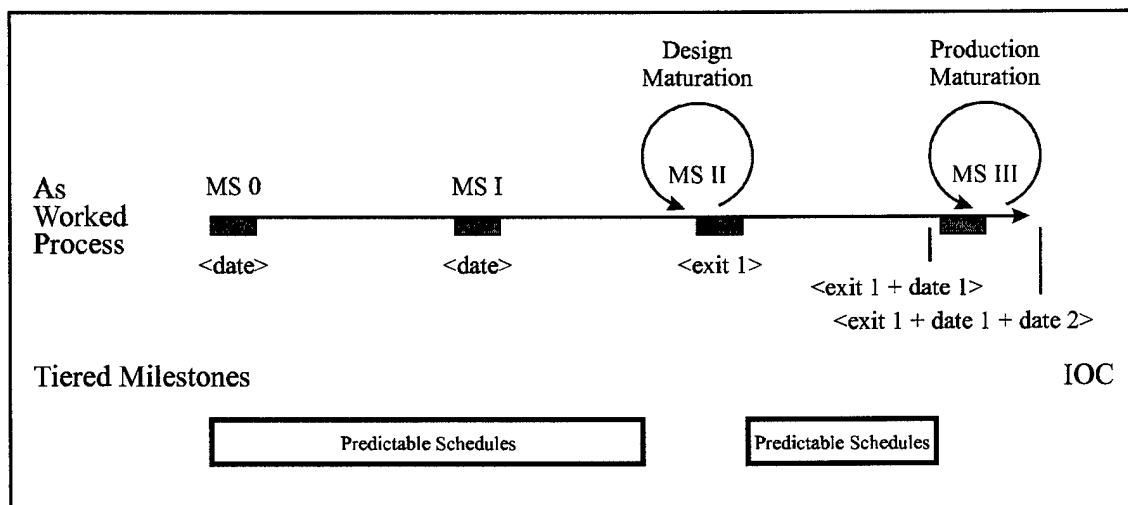 Design
Maturation
Production
Maturation
As
Worked
Process
MS 0
MS I
MS II
MS III
<date>
<date>
<exit 1>
<exit 1 + date 1>
<exit 1 + date 1 + date 2>
Tiered Milestones
IOC
Predictable Schedules
Predictable Schedules